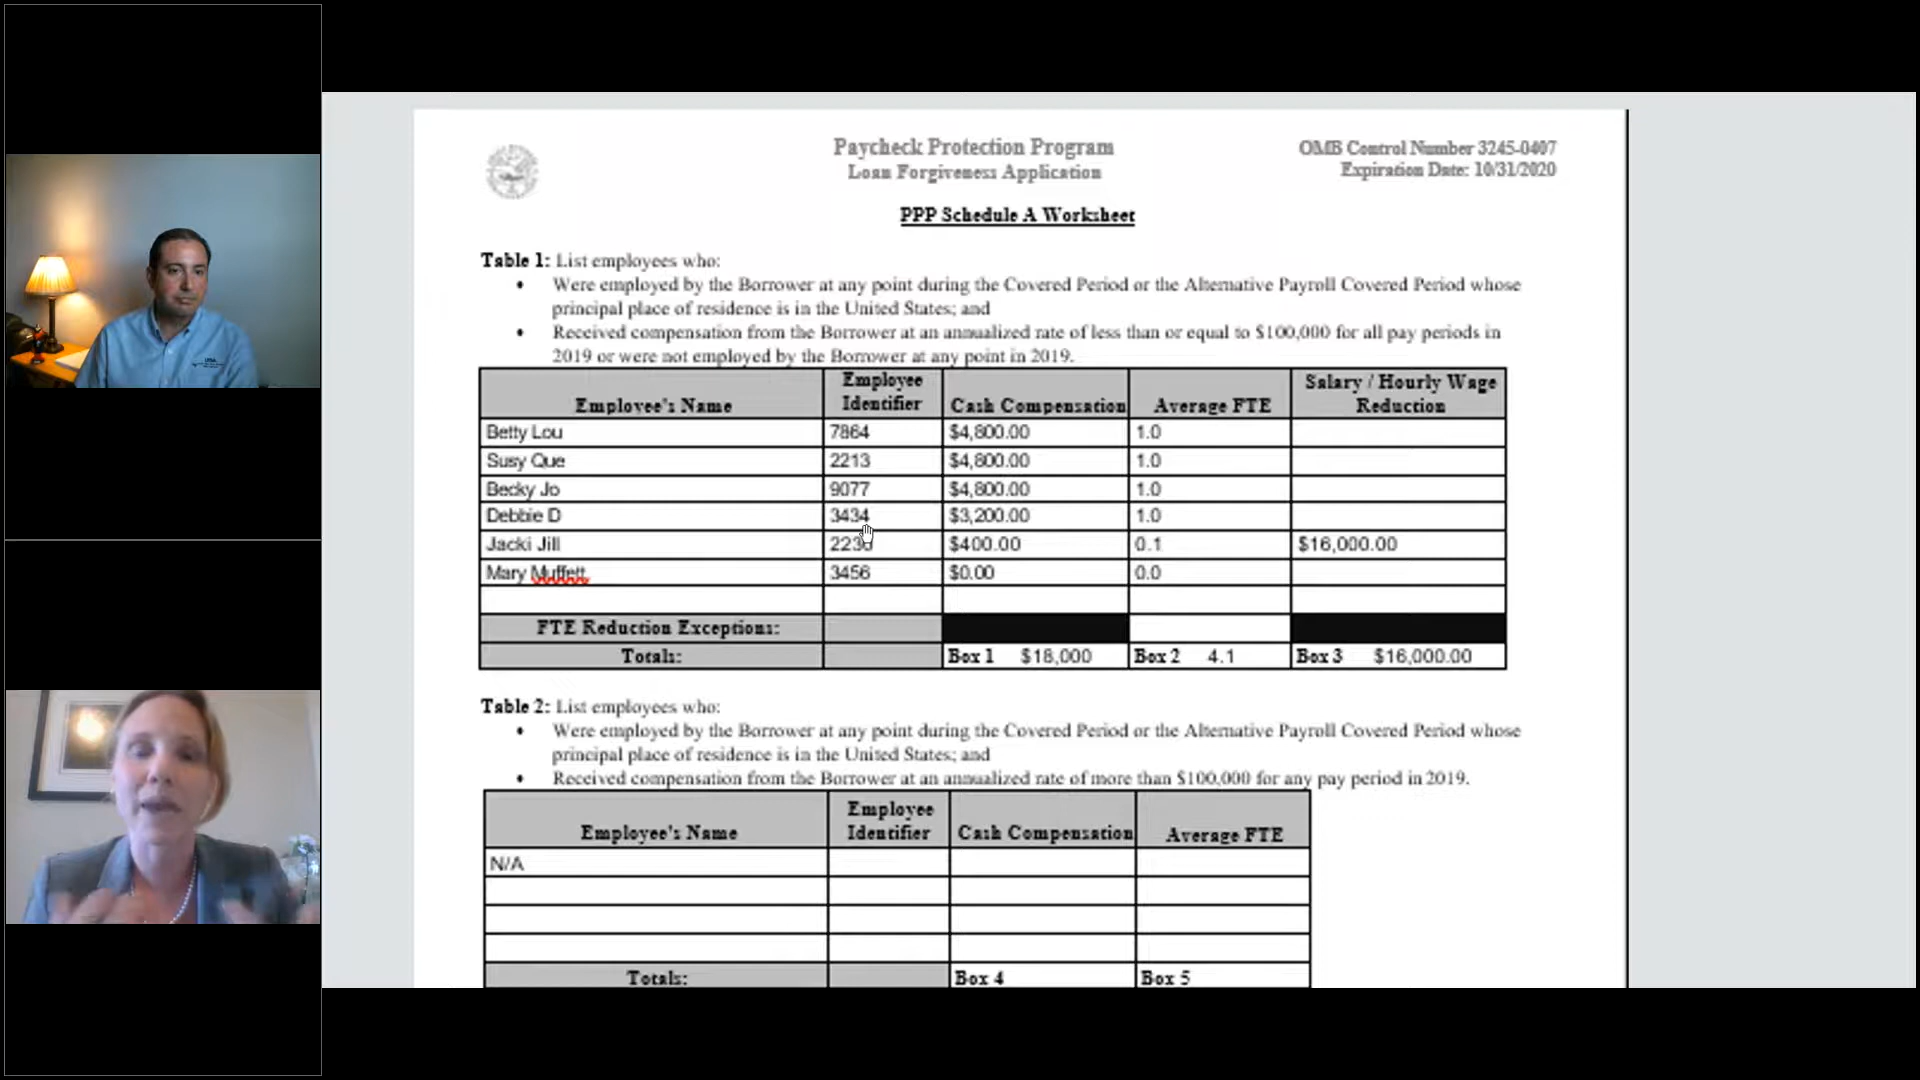 Paycheck Protection Program
Loan Forgiveness Application
OMB Control Number 3245-0407
Expiration Date: 10/31/2020
PPP Schedule A Worksheet
Table 1: List employees who:
• Were employed by the Borrower at any point during the Covered Period or the Alternative Payroll Covered Period whose
principal place of residence is in the United States; and
• Received compensation from the Borrower at an annualized rate of less than or equal to $100,000 for all pay periods in
2019 or were not employed by the Borrower at any point in 2019.
Employee's Name Employee Identifier Cash Compensation Average FTE Salary / Hourly Wage Reduction
Betty Lou 7864 $4,800.00 1.0
Susy Que 2213 $4,800.00 1.0
Becky Jo 9077 $4,800.00 1.0
Debbie D 3434 $3,200.00 1.0
Jacki Jill $400.00 0.1 $16,000.00
Mary Muffett 3456 $0.00 0.0
FTE Reduction Exceptions:
Totals: Box 1 $18,000 Box 2 4.1 Box 3 $16,000.00
Table 2: List employees who:
• Were employed by the Borrower at any point during the Covered Period or the Alternative Payroll Covered Period whose
principal place of residence is in the United States; and
• Received compensation from the Borrower at an annualized rate of more than $100,000 for any pay period in 2019.
Employee's Name Employee Identifier Cash Compensation Average FTE
N/A
Totals: Box 4 Box 5